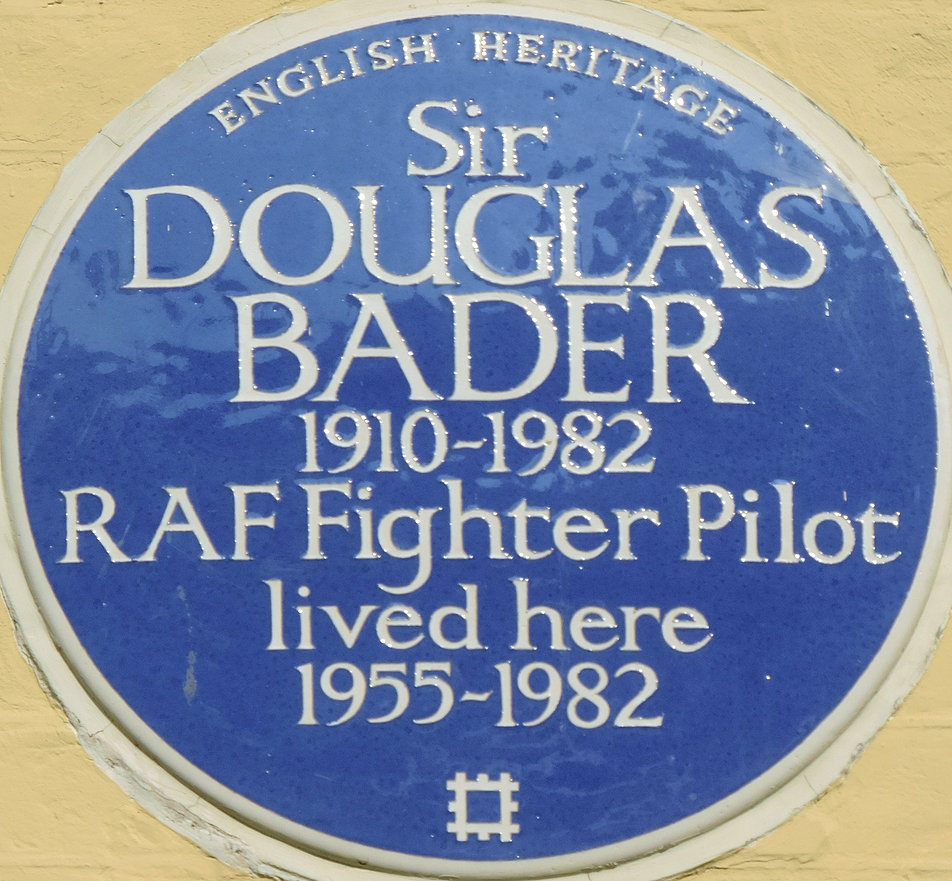 ENGLISH HERITAGE
Sir
DOUGLAS
BADER
1910-1982
RAF Fighter Pilot
lived here
1955-1982